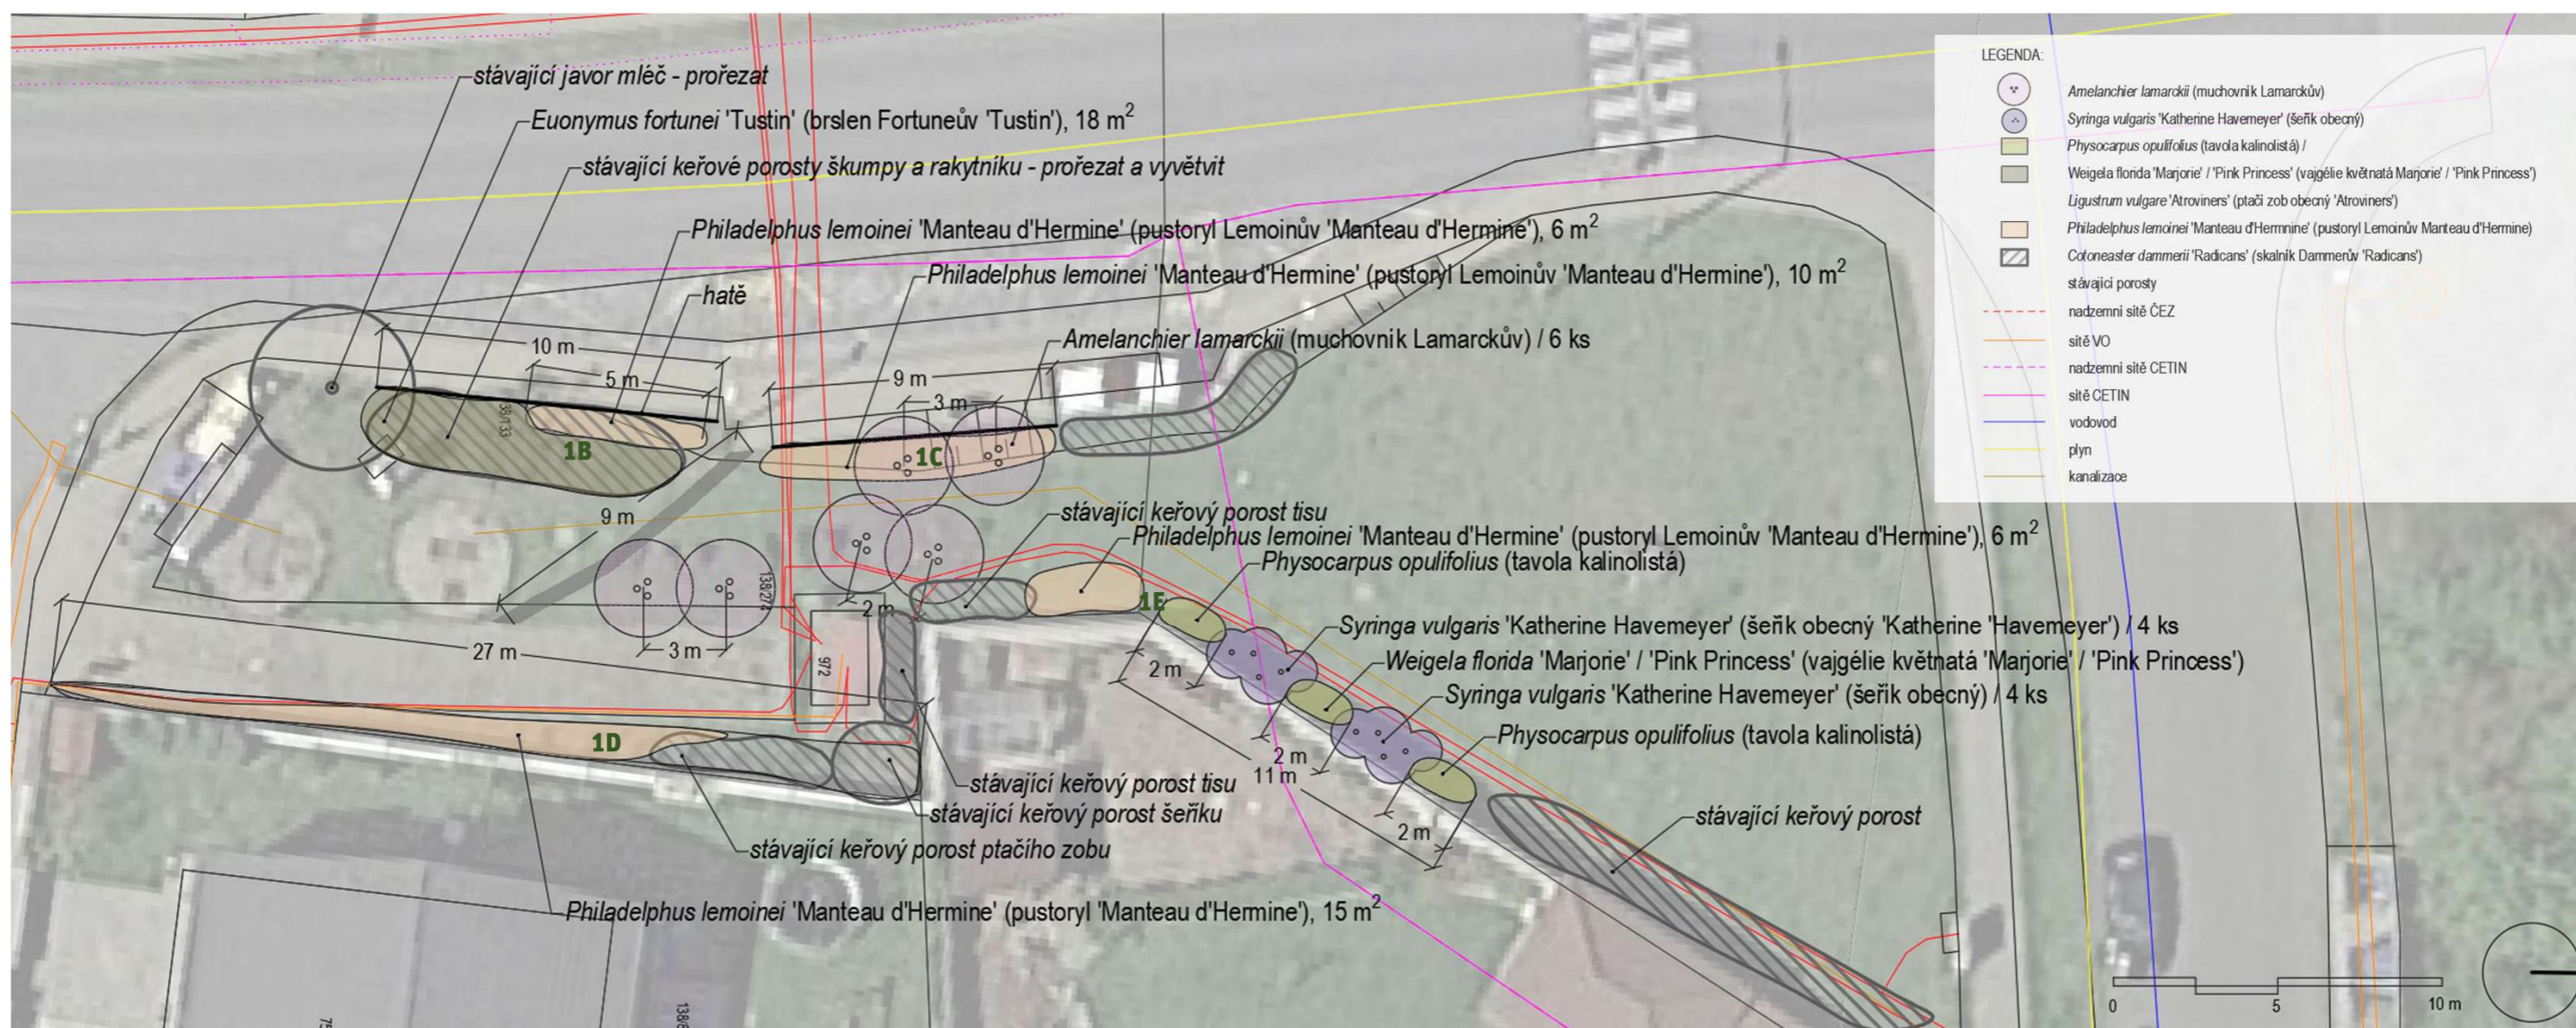 stávající javor mléč - prořezat
Euonymus fortunei 'Tustin' (brslen Fortuneův 'Tustin'), 18 m²
stávající keřové porosty škumpy a rakytníku - prořezat a vyvětvit
Philadelphus lemoinei 'Manteau d'Hermine' (pustoryl Lemoinův 'Manteau d'Hermine'), 6 m²
Philadelphus lemoinei 'Manteau d'Hermine' (pustoryl Lemoinův 'Manteau d'Hermine'), 10 m²
hatě
Amelanchier lamarckii (muchovník Lamarckův) / 6 ks
10 m
5 m
9 m
3 m
1B
1C
9 m
stávající keřový porost tisu
Philadelphus lemoinei 'Manteau d'Hermine' (pustoryl Lemoinův 'Manteau d'Hermine'), 6 m²
Physocarpus opulifolius (tavola kalinolistá)
138/274
2 m
1E
Syringa vulgaris 'Katherine Havemeyer' (šeřík obecný 'Katherine 'Havemeyer') / 4 ks
27 m
3 m
972
2 m
Weigela florida 'Marjorie' / 'Pink Princess' (vajgélie květnatá 'Marjorie' / 'Pink Princess')
Syringa vulgaris 'Katherine Havemeyer' (šeřík obecný) / 4 ks
Physocarpus opulifolius (tavola kalinolistá)
1D
2 m
11 m
2 m
stávající keřový porost tisu
stávající keřový porost šeříku
stávající keřový porost ptačího zobu
stávající keřový porost
Philadelphus lemoinei 'Manteau d'Hermine' (pustoryl 'Manteau d'Hermine'), 15 m²
LEGENDA:
Amelanchier lamarckii (muchovník Lamarckův)
Syringa vulgaris 'Katherine Havemeyer' (šeřík obecný)
Physocarpus opulifolius (tavola kalinolistá) /
Weigela florida 'Marjorie' / 'Pink Princess' (vajgélie květnatá Marjorie' / 'Pink Princess')
Ligustrum vulgare 'Atroviners' (ptačí zob obecný 'Atroviners')
Philadelphus lemoinei 'Manteau d'Hermnine' (pustoryl Lemoinův Manteau d'Hermine)
Cotoneaster dammerii 'Radicans' (skalník Dammerův 'Radicans')
stávající porosty
nadzemní sítě ČEZ
sítě VO
nadzemní sítě CETIN
sítě CETIN
vodovod
plyn
kanalizace
0
5
10 m